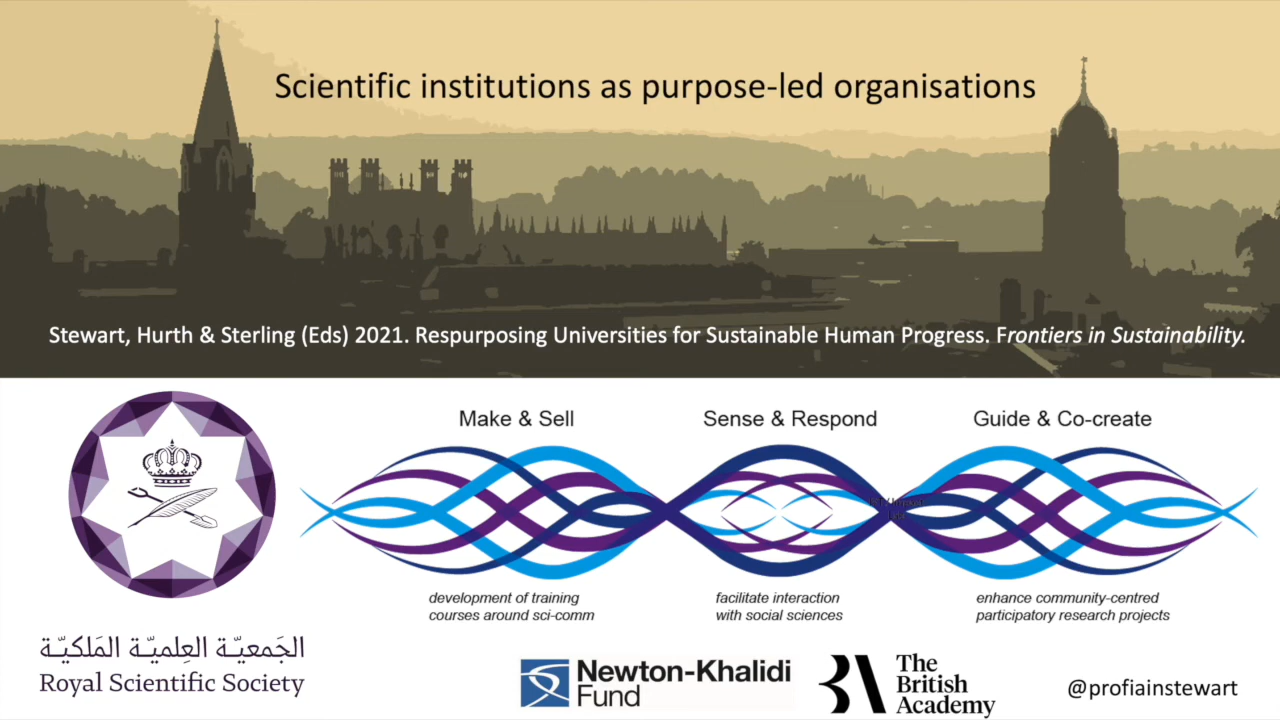 Scientific institutions as purpose-led organisations
Stewart, Hurth & Sterling (Eds) 2021. Respurposing Universities for Sustainable Human Progress. Frontiers in Sustainability.
Make & Sell
Sense & Respond
Guide & Co-create
development of training
courses around sci-comm
facilitate interaction
with social sciences
enhance community-centred
participatory research projects
الجَمعيّـة العِلميّـة المَلكيّـة
Royal Scientific Society
Newton-Khalidi
Fund
The
British
Academy
@profiainstewart